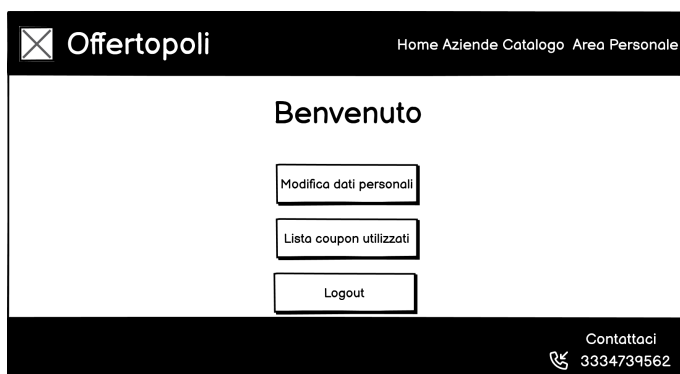 Offertopoli
Home Aziende Catalogo Area Personale
Benvenuto
Modifica dati personali
Lista coupon utilizzati
Logout
Contattaci
3334739562